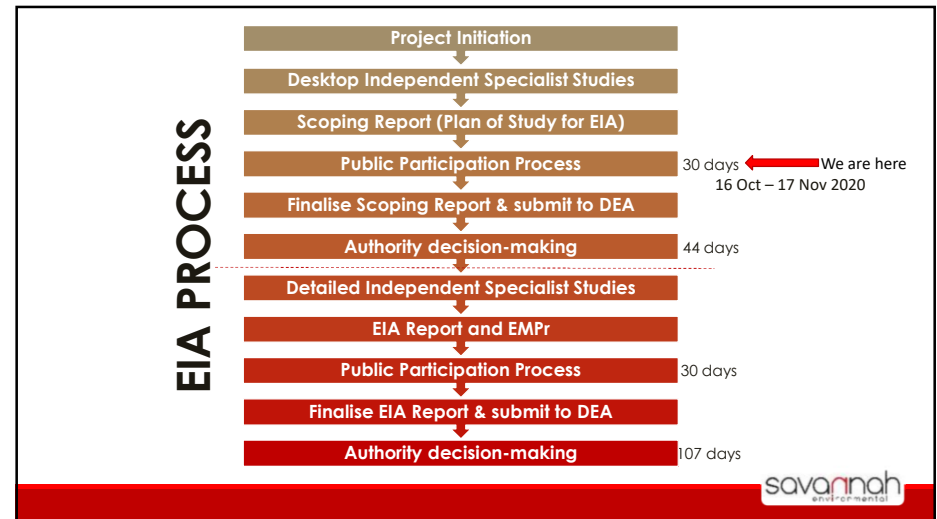 EIA PROCESS
Project Initiation
Desktop Independent Specialist Studies
Scoping Report (Plan of Study for EIA)
Public Participation Process
30 days
We are here
16 Oct – 17 Nov 2020
Finalise Scoping Report & submit to DEA
Authority decision-making
44 days
Detailed Independent Specialist Studies
EIA Report and EMPr
Public Participation Process
30 days
Finalise EIA Report & submit to DEA
Authority decision-making
107 days
savannah
environmental